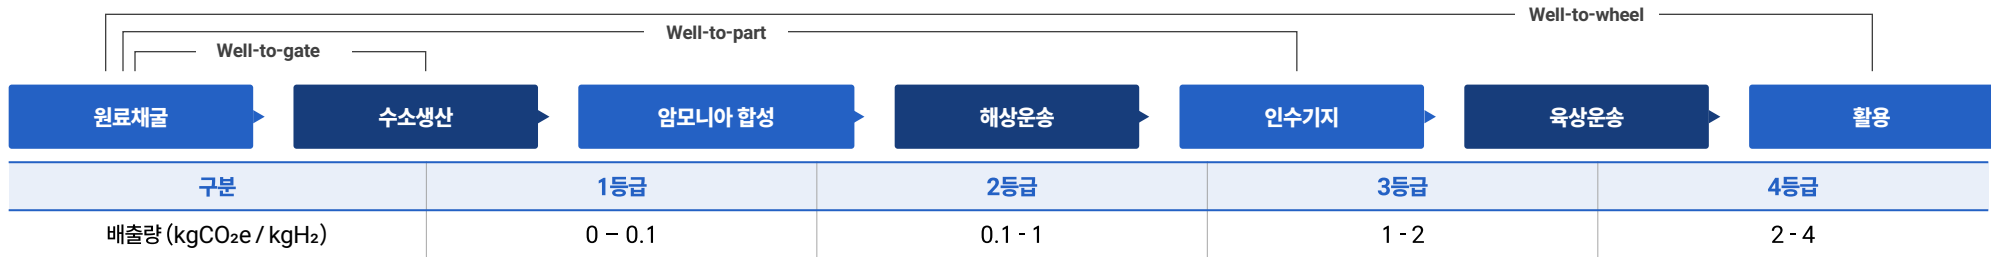 Well-to-wheel
Well-to-part
Well-to-gate
원료채굴 수소생산 암모니아 합성 해상운송 인수기지 육상운송 활용
구분 1등급 2등급 3등급 4등급
배출량 (kgCO₂e / kgH₂) 0 – 0.1 0.1 - 1 1 - 2 2 - 4